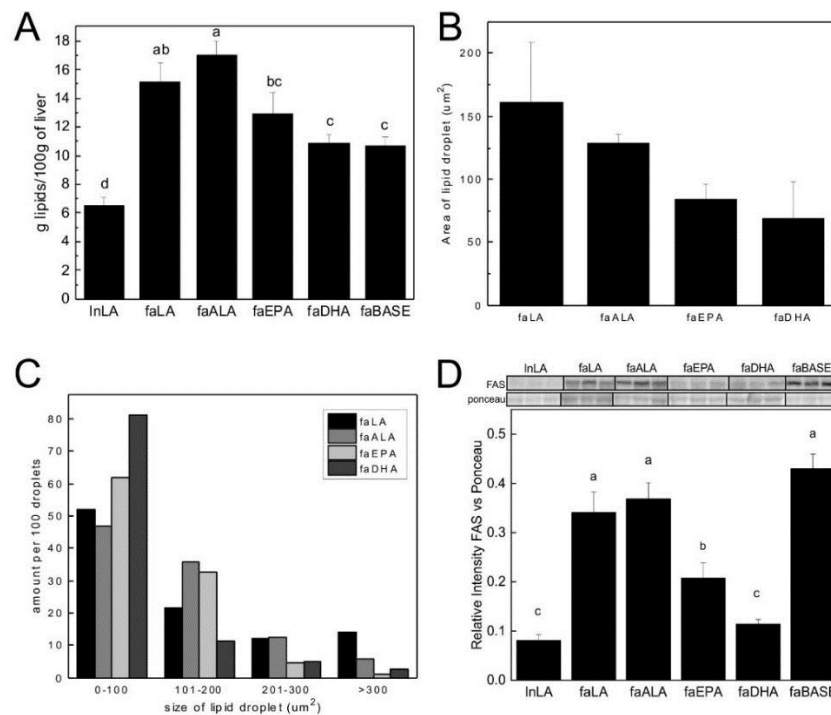 A
g lipids/100g of liver
18
16
14
12
10
8
6
4
2
0
d
ab
a
bc
c
c
lnLA
faLA
faALA
faEPA
faDHA
faBASE
B
Area of lipid droplet (um²)
200
150
100
50
0
faLA
faALA
faEPA
faDHA
C
amount per 100 droplets
80
70
60
50
40
30
20
10
0
faLA
faALA
faEPA
faDHA
0-100
101-200
201-300
>300
size of lipid droplet (um²)
D
lnLA
faLA
faALA
faEPA
faDHA
faBASE
FAS
ponceau
Relative Intensity FAS vs Ponceau
0.5
0.4
0.3
0.2
0.1
0.0
c
a
a
b
c
a
lnLA
faLA
faALA
faEPA
faDHA
faBASE